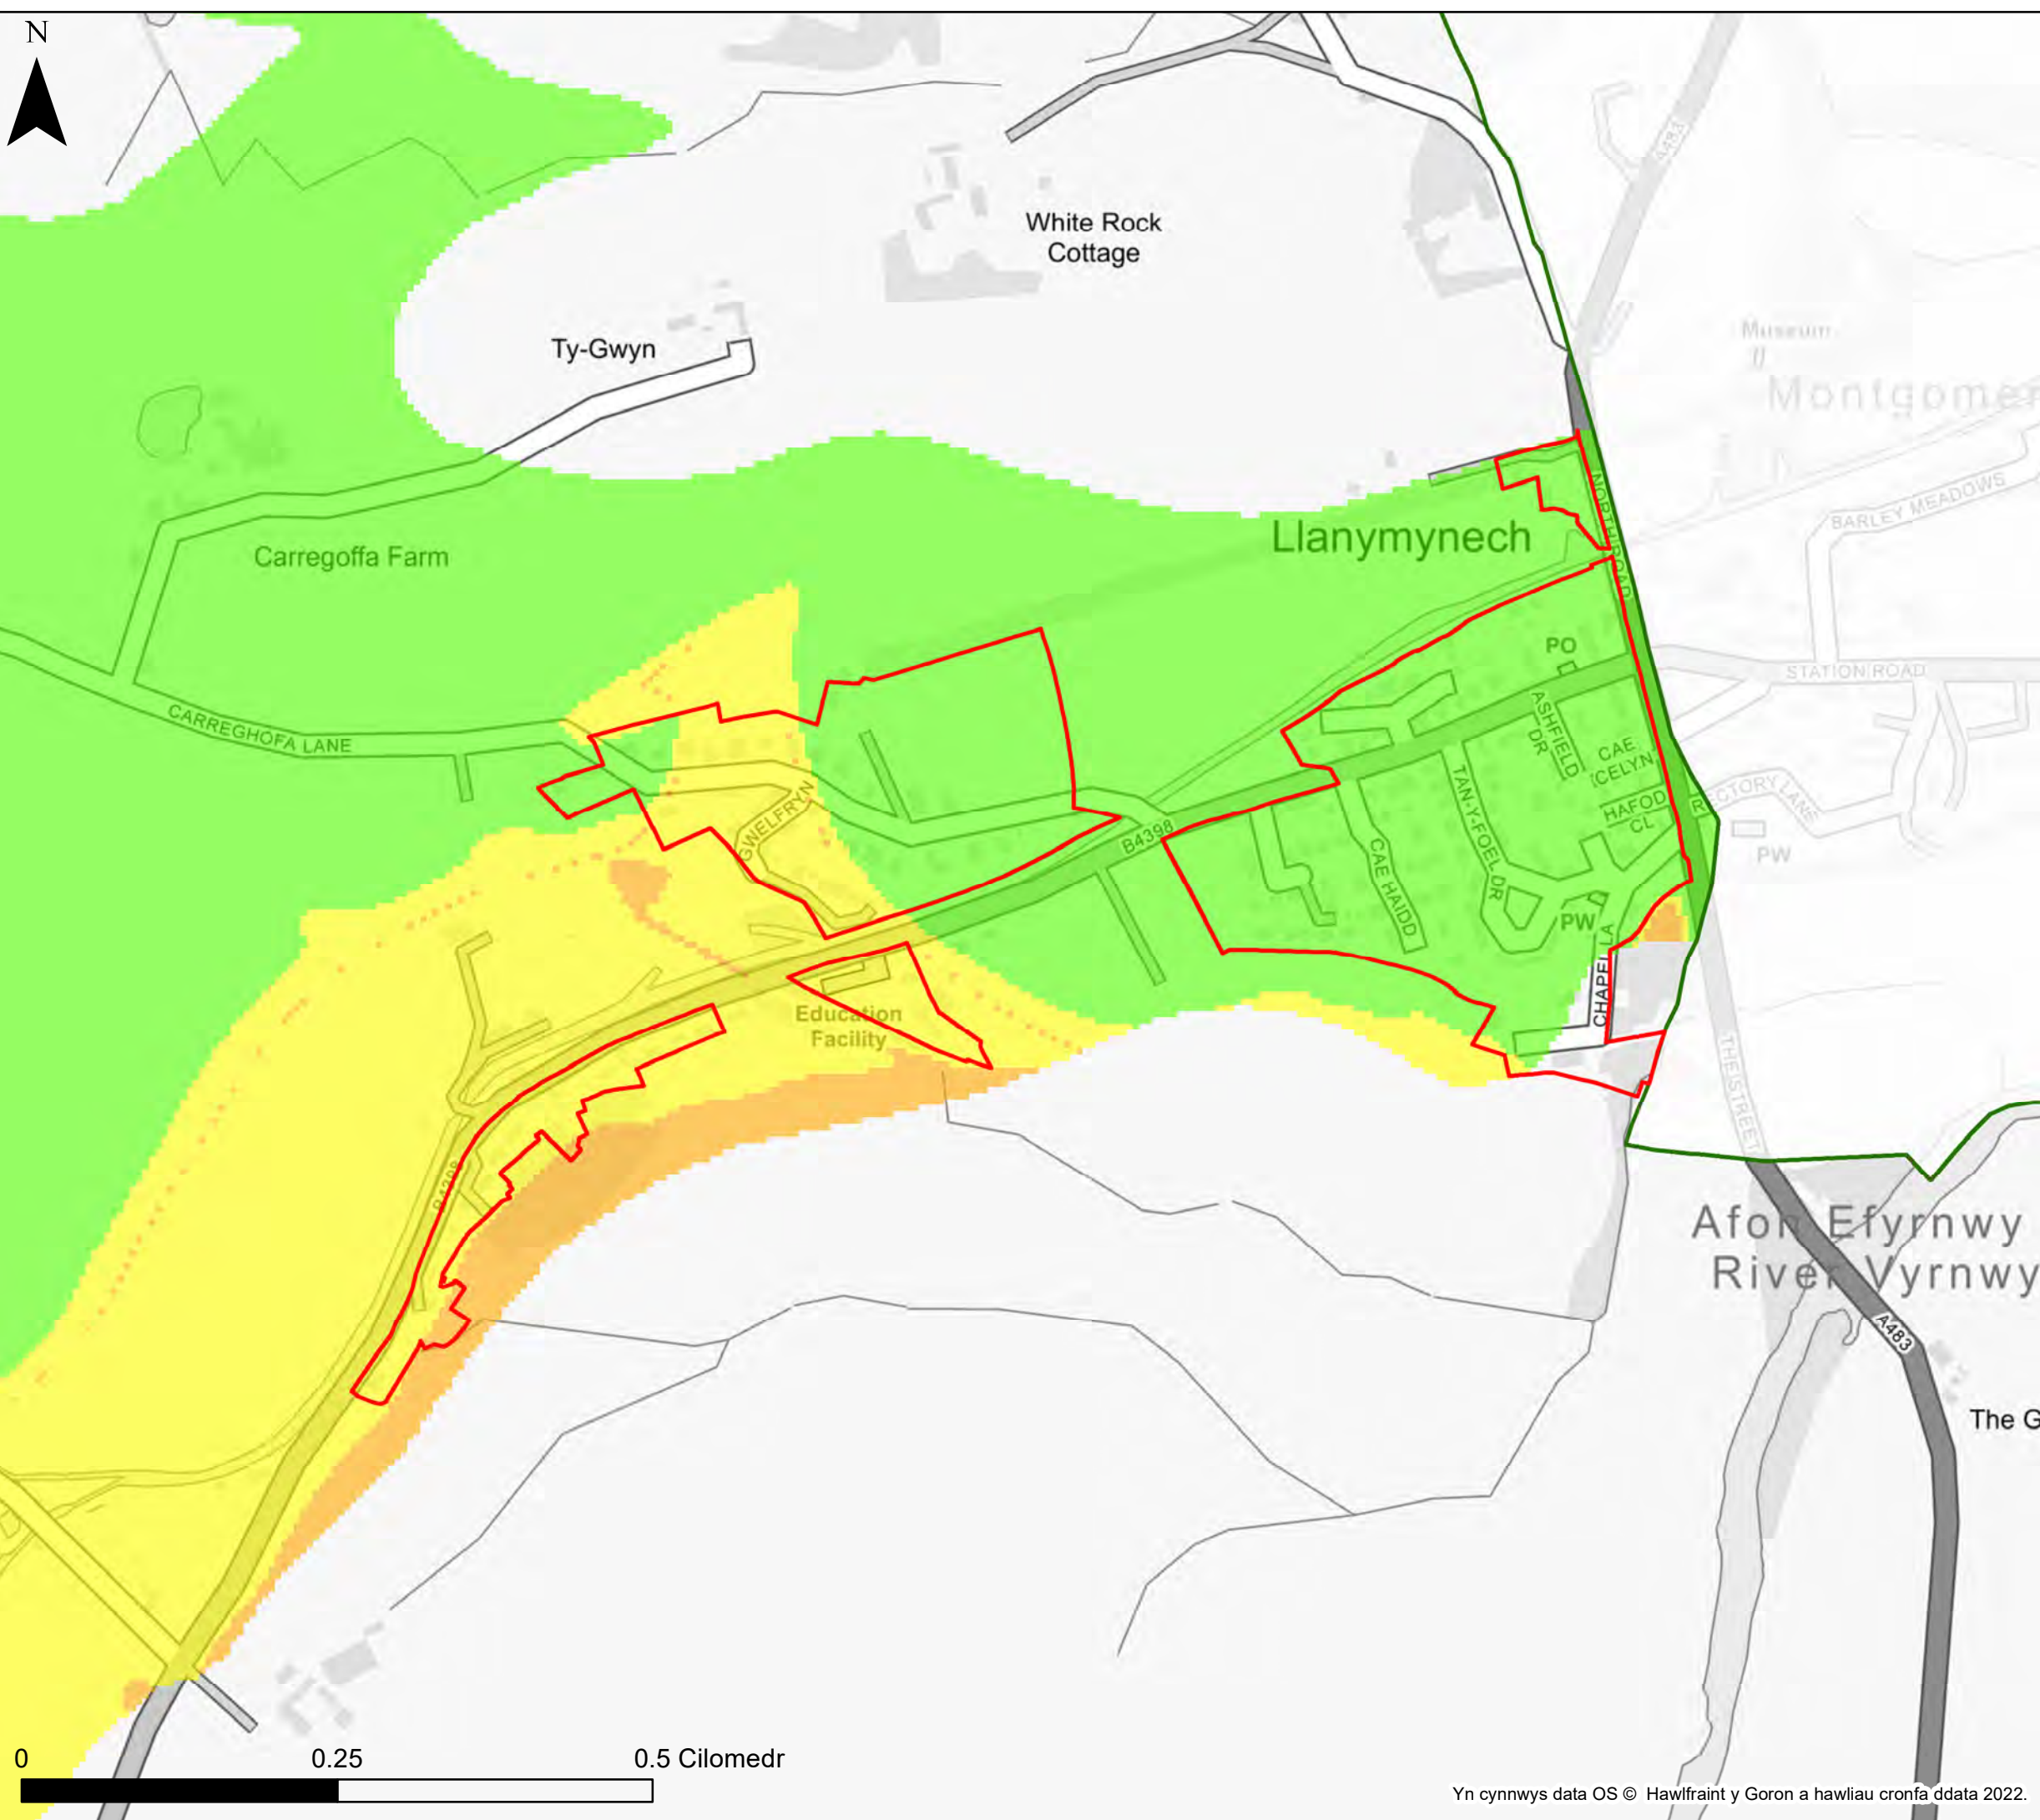 N
A483
White Rock
Cottage
Museum
Ty-Gwyn
Montgomer
NORTH ROAD
BARLEY MEADOWS
Llanymynech
Carregoffa Farm
PO
STATION ROAD
CARREGHOFA LANE
ASHFIELD
DR
CAE
CELYN
TAN-Y-FOEL DR
HAFOD
CL
RECTORY LANE
GWELFRYN
B4398
CAE HAIDD
PW
PW
CHAPEL LA
Education
Facility
THE STREET
B4398
Afon Efyrnwy
River Vyrnwy
A483
The G
0
0.25
0.5 Cilomedr
Yn cynnwys data OS © Hawlfraint y Goron a hawliau cronfa ddata 2022.